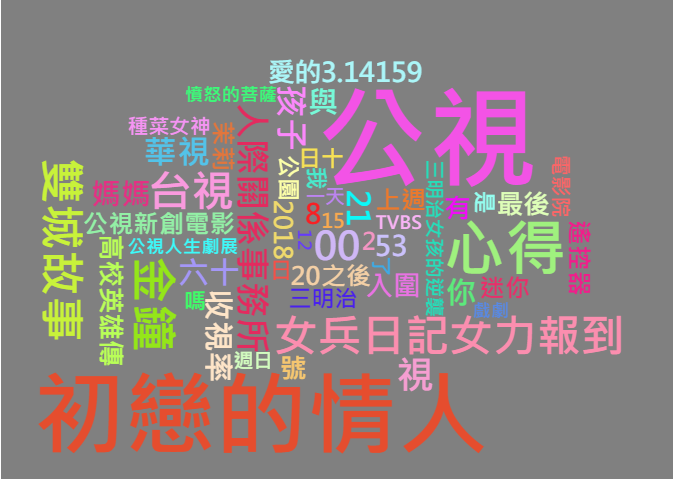 愛的3.14159
憤怒的菩薩
孩子
與
公視
種菜女神
茉莉
人際關係事務所
日十
華視
公園
我
一天
三明治女孩的逆襲
電影院
雙城故事
媽媽
台視
2018
8
15
21
上週
有
最後
公視新創電影
TVBS
遙控器
高校英雄傳
公視人生劇展
12
00
2
53
心得
金鐘
六十
20之後
了
入圍
你
迷你
嗎
收視率
三明治
女兵日記女力報到
週日
號
視
初戀的情人